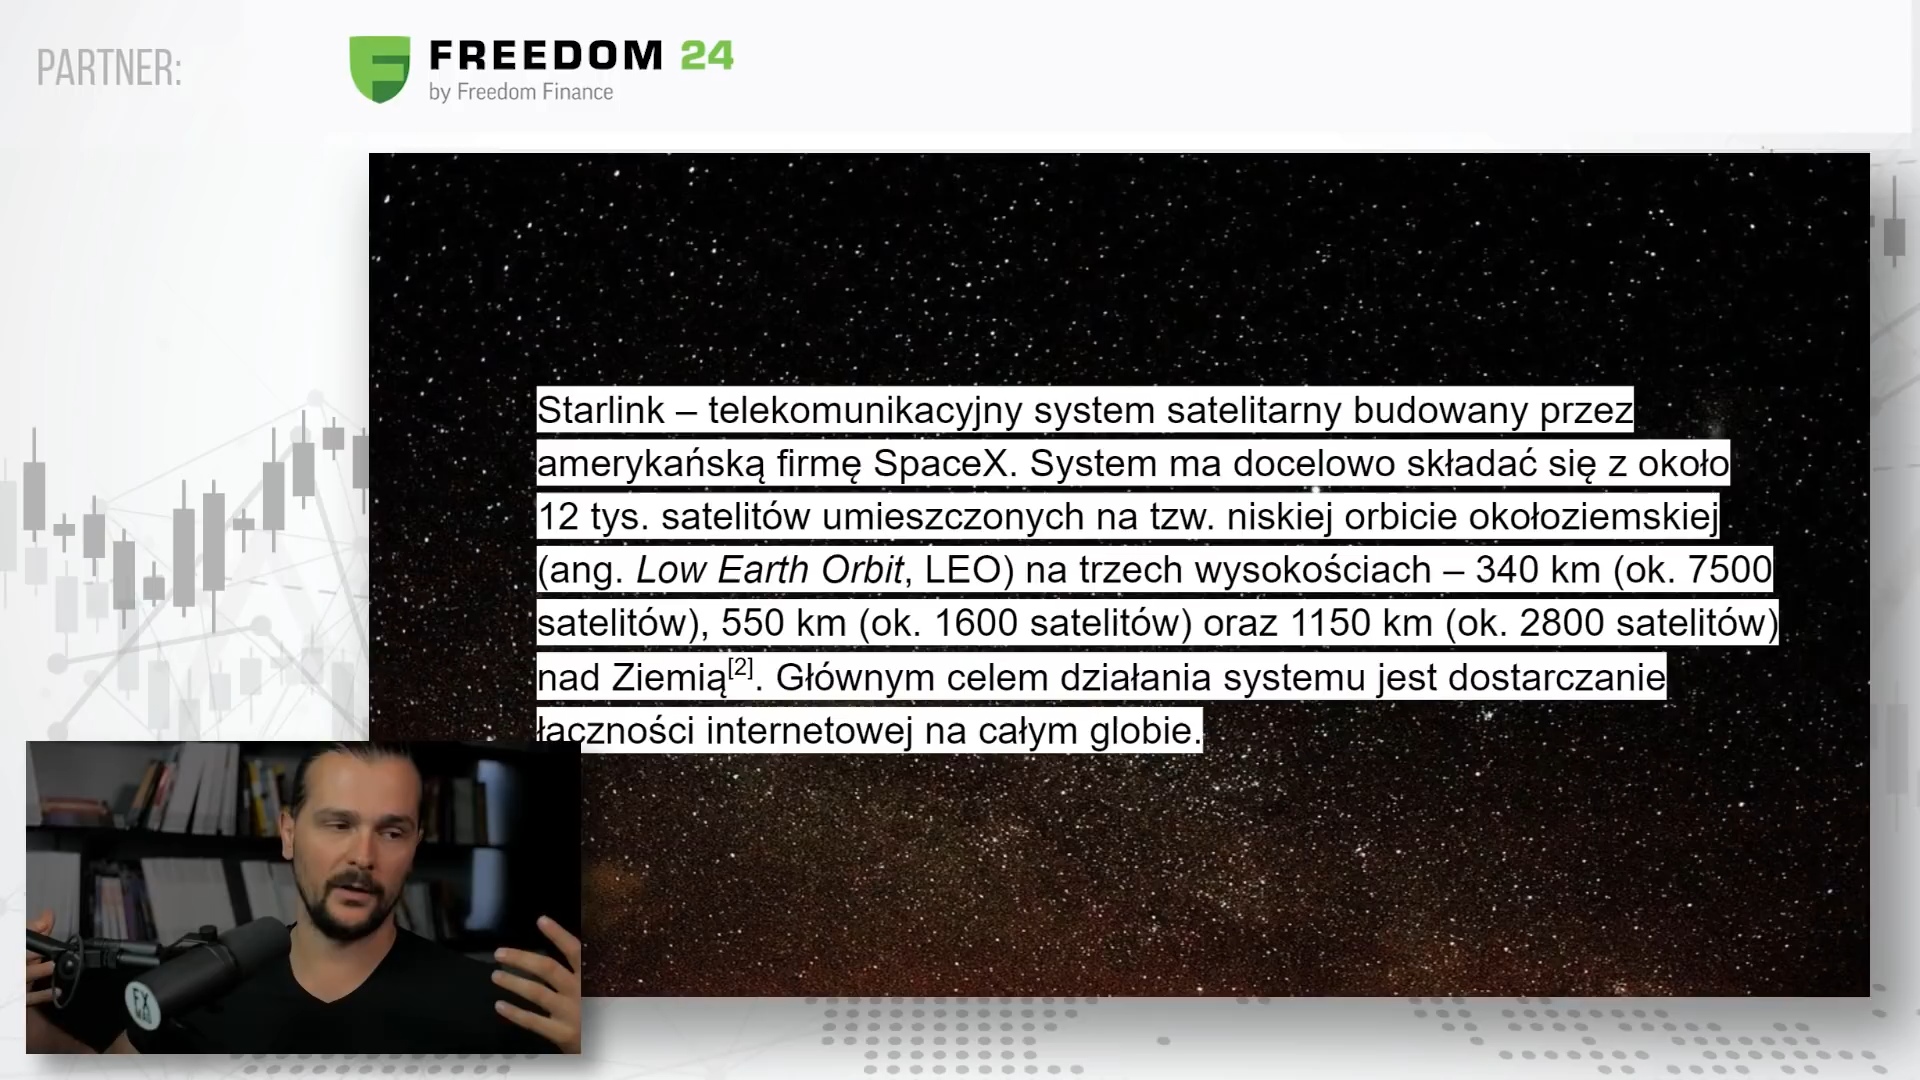 PARTNER:
FREEDOM 24
by Freedom Finance
Starlink – telekomunikacyjny system satelitarny budowany przez
amerykańską firmę SpaceX. System ma docelowo składać się z około
12 tys. satelitów umieszczonych na tzw. niskiej orbicie okołoziemskiej
(ang. Low Earth Orbit, LEO) na trzech wysokościach – 340 km (ok. 7500
satelitów), 550 km (ok. 1600 satelitów) oraz 1150 km (ok. 2800 satelitów)
nad Ziemią[2]. Głównym celem działania systemu jest dostarczanie
łączności internetowej na całym globie.
FX
MAG